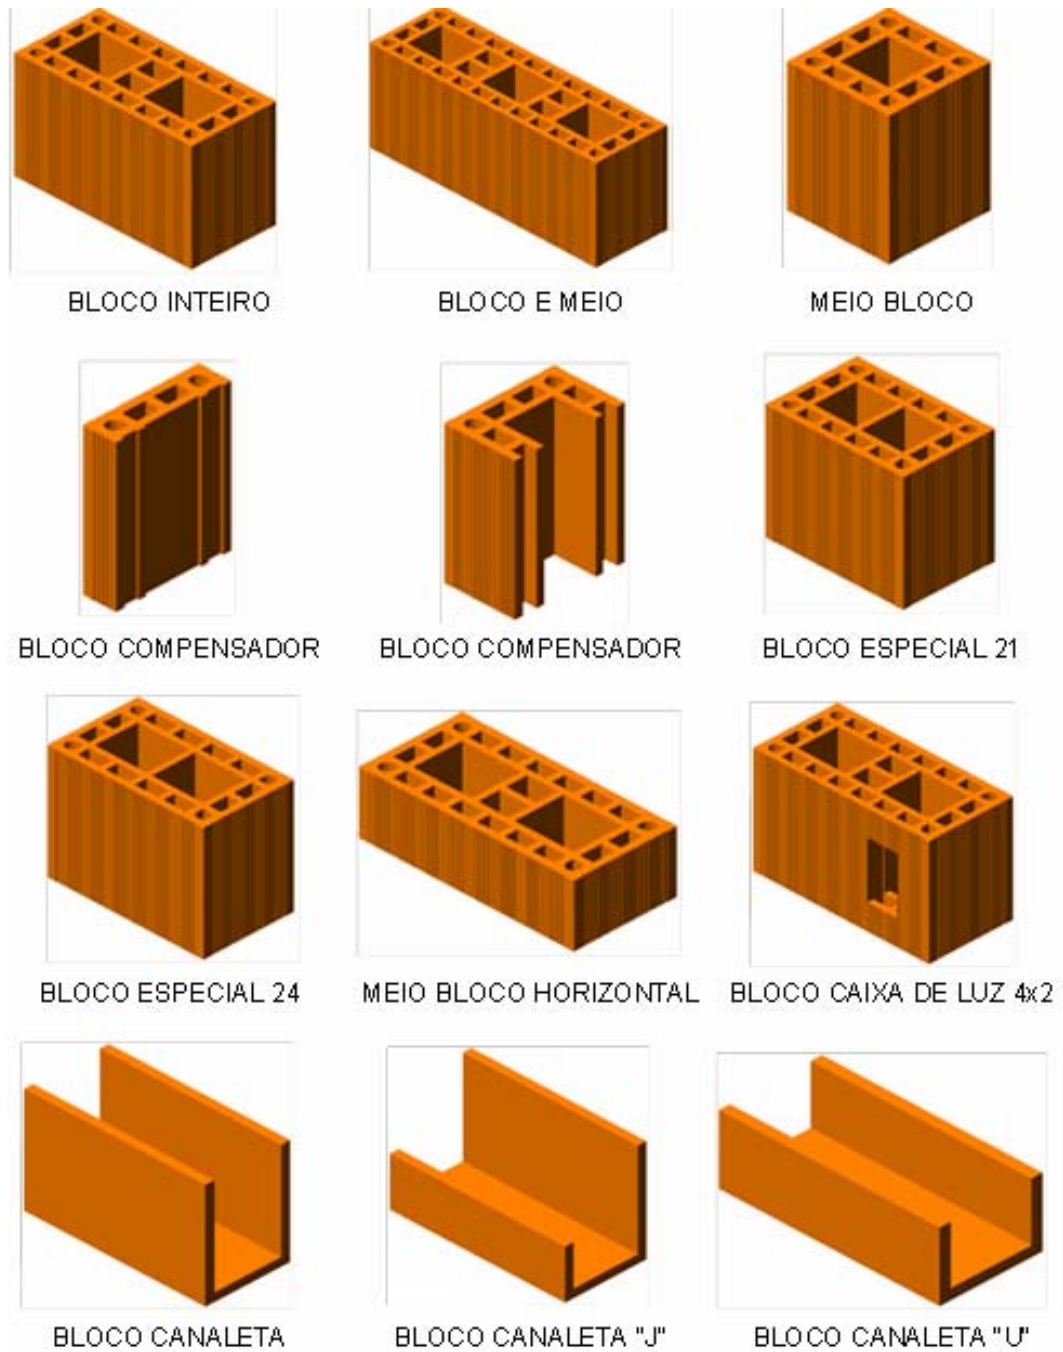 BLOCO INTEIRO
BLOCO E MEIO
MEIO BLOCO
BLOCO COMPENSADOR
BLOCO COMPENSADOR
BLOCO ESPECIAL 21
BLOCO ESPECIAL 24
MEIO BLOCO HORIZONTAL
BLOCO CAIXA DE LUZ 4x2
BLOCO CANALETA
BLOCO CANALETA "J"
BLOCO CANALETA "U"